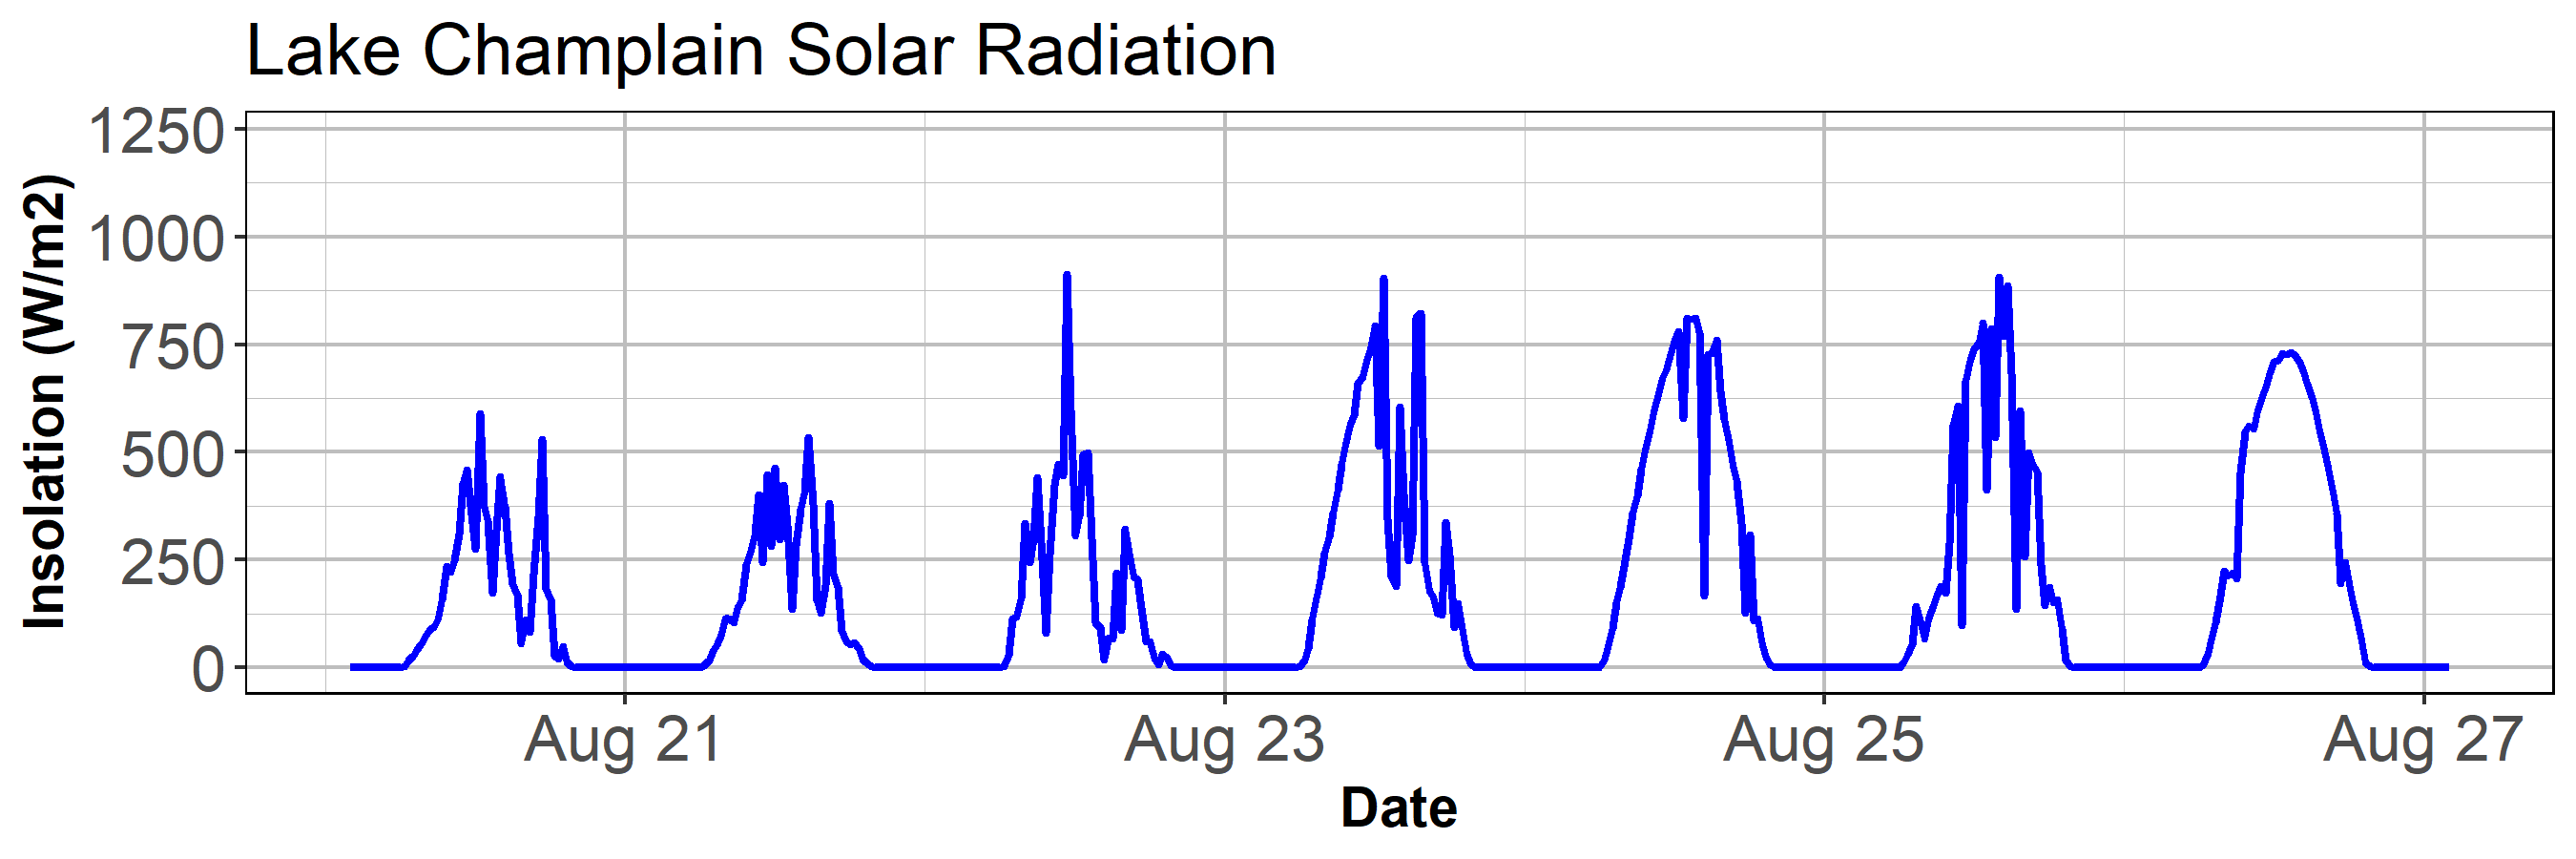 Lake Champlain Solar Radiation
1250
1000
750
500
250
0
Insolation (W/m2)
Aug 21 Aug 23 Aug 25 Aug 27
Date